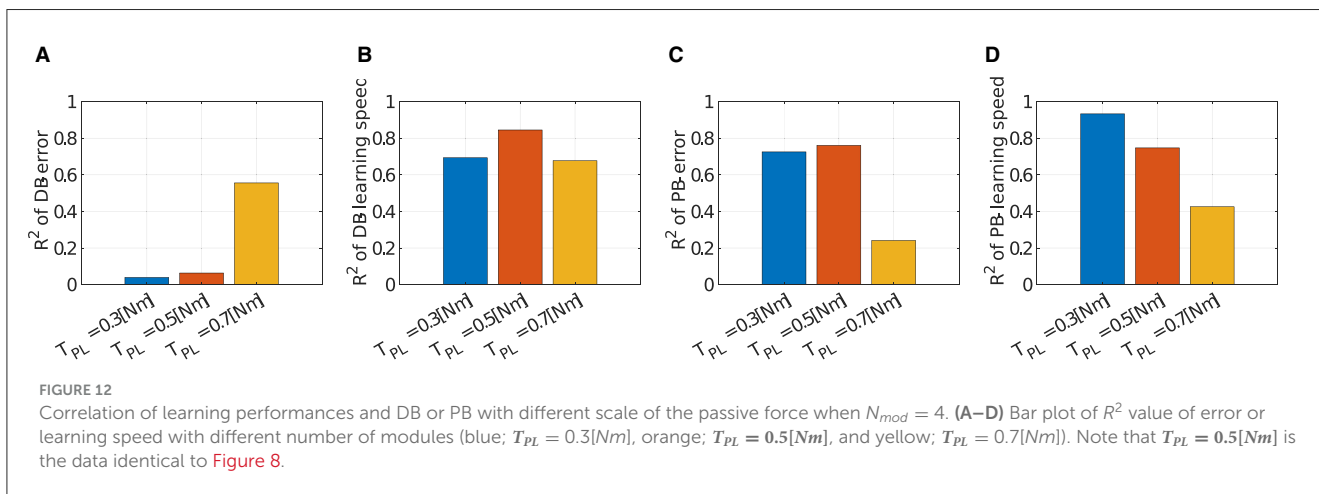 A
R² of DB-error
1
0.8
0.6
0.4
0.2
0
T_PL =0.3[Nm]
T_PL =0.5[Nm]
T_PL =0.7[Nm]
B
R² of DB-learning speed
1
0.8
0.6
0.4
0.2
0
T_PL =0.3[Nm]
T_PL =0.5[Nm]
T_PL =0.7[Nm]
C
R² of PB-error
1
0.8
0.6
0.4
0.2
0
T_PL =0.3[Nm]
T_PL =0.5[Nm]
T_PL =0.7[Nm]
D
R² of PB-learning speed
1
0.8
0.6
0.4
0.2
0
T_PL =0.3[Nm]
T_PL =0.5[Nm]
T_PL =0.7[Nm]
FIGURE 12
Correlation of learning performances and DB or PB with different scale of the passive force when N_mod = 4. (A–D) Bar plot of R² value of error or
learning speed with different number of modules (blue; T_PL = 0.3[Nm], orange; T_PL = 0.5[Nm], and yellow; T_PL = 0.7[Nm]). Note that T_PL = 0.5[Nm] is
the data identical to Figure 8.